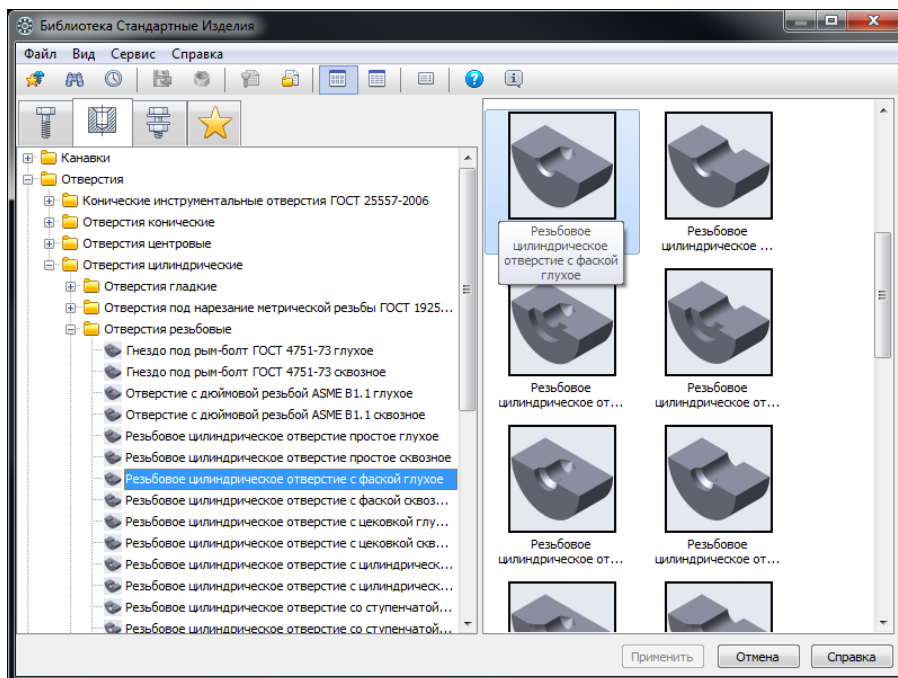 Библиотека Стандартные Изделия
Файл Вид Сервис Справка
Канавки
Отверстия
Конические инструментальные отверстия ГОСТ 25557-2006
Отверстия конические
Отверстия центровые
Отверстия цилиндрические
Отверстия гладкие
Отверстия под нарезание метрической резьбы ГОСТ 1925...
Отверстия резьбовые
Гнездо под рым-болт ГОСТ 4751-73 глухое
Гнездо под рым-болт ГОСТ 4751-73 сквозное
Отверстие с дюймовой резьбой ASME B1.1 глухое
Отверстие с дюймовой резьбой ASME B1.1 сквозное
Резьбовое цилиндрическое отверстие простое глухое
Резьбовое цилиндрическое отверстие простое сквозное
Резьбовое цилиндрическое отверстие с фаской глухое
Резьбовое цилиндрическое отверстие с фаской сквоз...
Резьбовое цилиндрическое отверстие с цековкой глу...
Резьбовое цилиндрическое отверстие с цековкой скв...
Резьбовое цилиндрическое отверстие с цилиндрическ...
Резьбовое цилиндрическое отверстие с цилиндрическ...
Резьбовое цилиндрическое отверстие со ступенчатой...
Резьбовое цилиндрическое отверстие со ступенчатой...
Резьбовое
цилиндрическое
отверстие с фаской
глухое
Резьбовое
цилиндрическое ...
Резьбовое
цилиндрическое от...
Резьбовое
цилиндрическое от...
Резьбовое
цилиндрическое от...
Резьбовое
цилиндрическое от...
Применить Отмена Справка